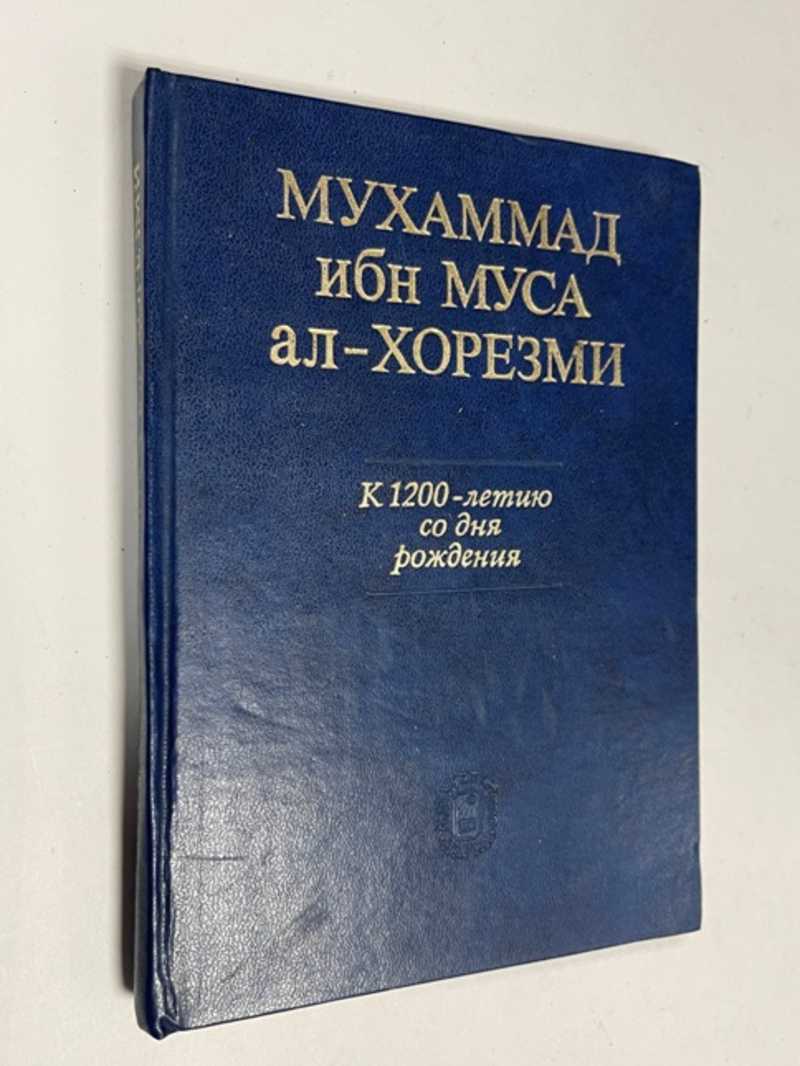 МУХАММАД
ибн МУСА
ал-ХОРЕЗМИ
К 1200-летию
со дня
рождения